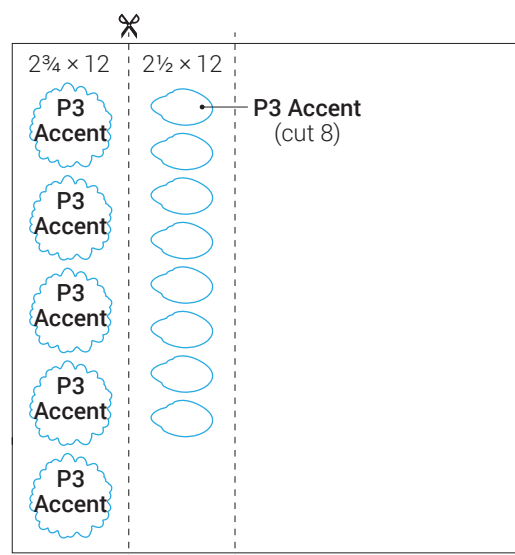 2¾ × 12
2½ × 12
P3
Accent
P3 Accent
(cut 8)
P3
Accent
P3
Accent
P3
Accent
P3
Accent